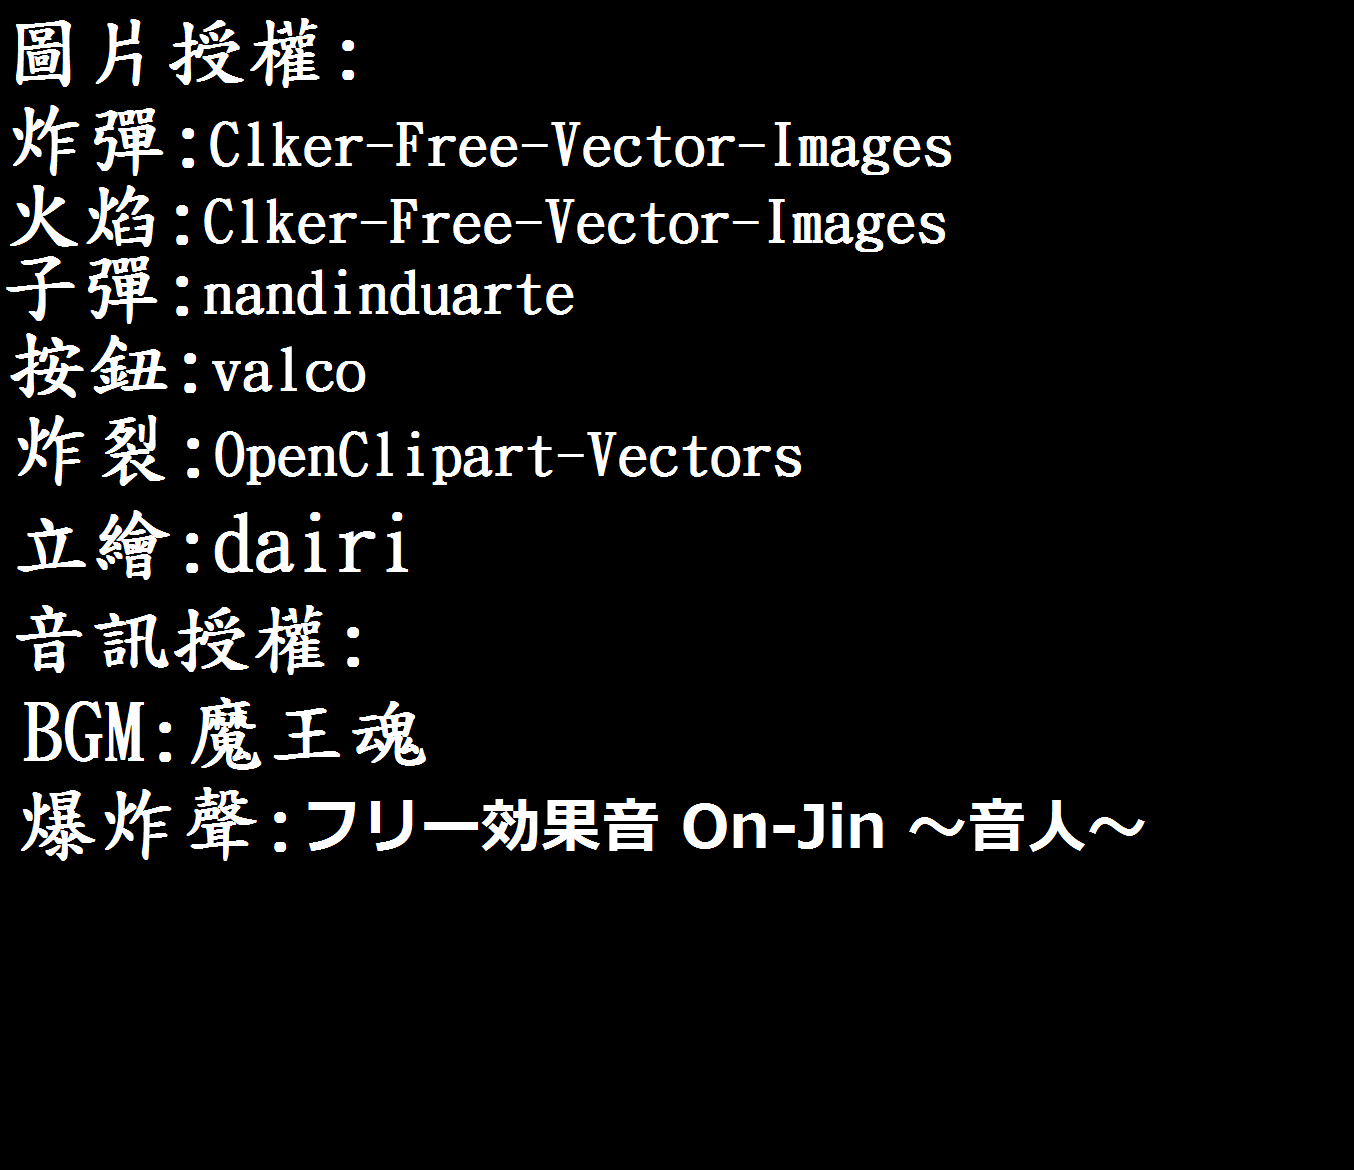 圖片授權:
炸彈:Clker-Free-Vector-Images
火焰:Clker-Free-Vector-Images
子彈:nandinduarte
按鈕:valco
炸裂:OpenClipart-Vectors
立繪:dairi
音訊授權:
BGM:魔王魂
爆炸聲:フリー効果音 On-Jin ～音人～